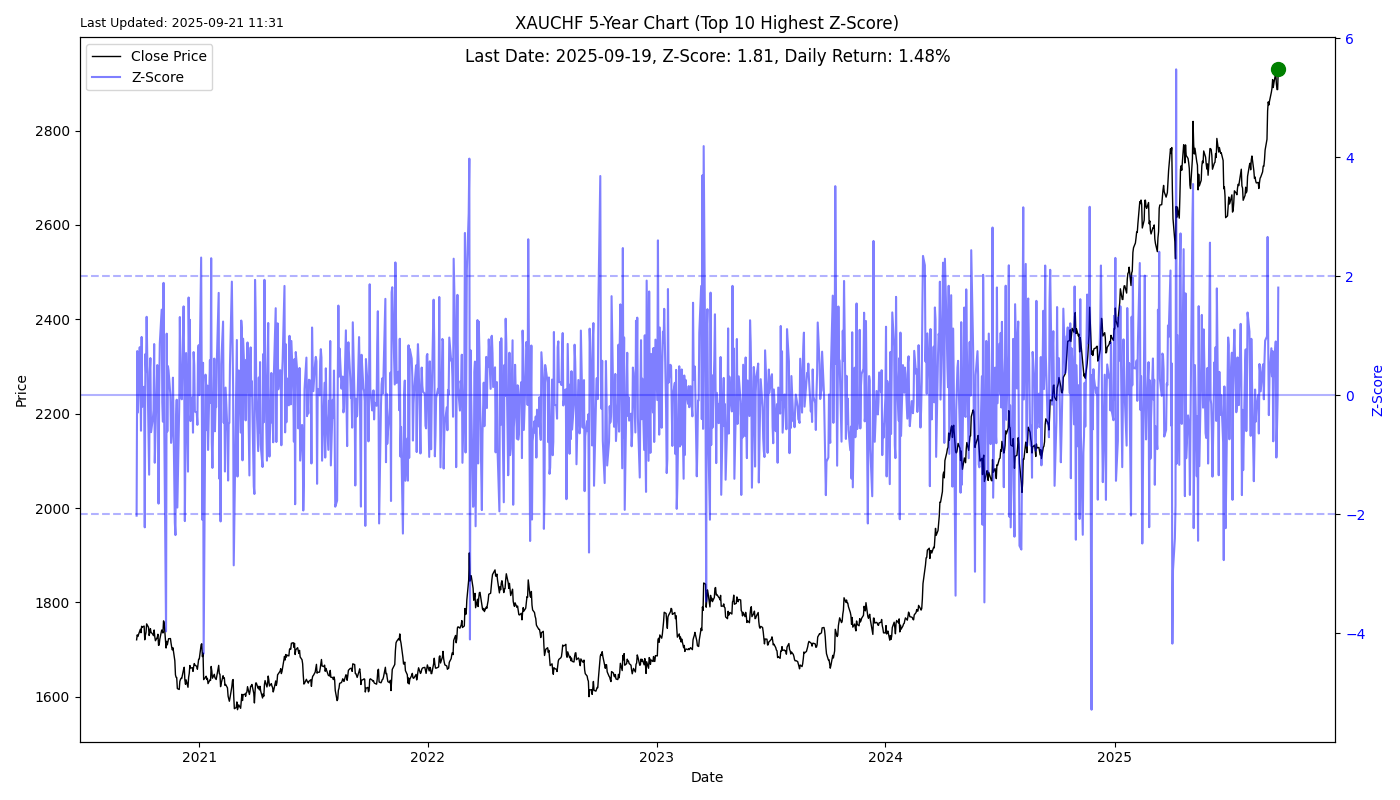 Last Updated: 2025-09-21 11:31
XAUCHF 5-Year Chart (Top 10 Highest Z-Score)
Last Date: 2025-09-19, Z-Score: 1.81, Daily Return: 1.48%
Close Price
Z-Score
Price
2800
2600
2400
2200
2000
1800
1600
6
4
2
0
−2
−4
Z-Score
2021
2022
2023
2024
2025
Date